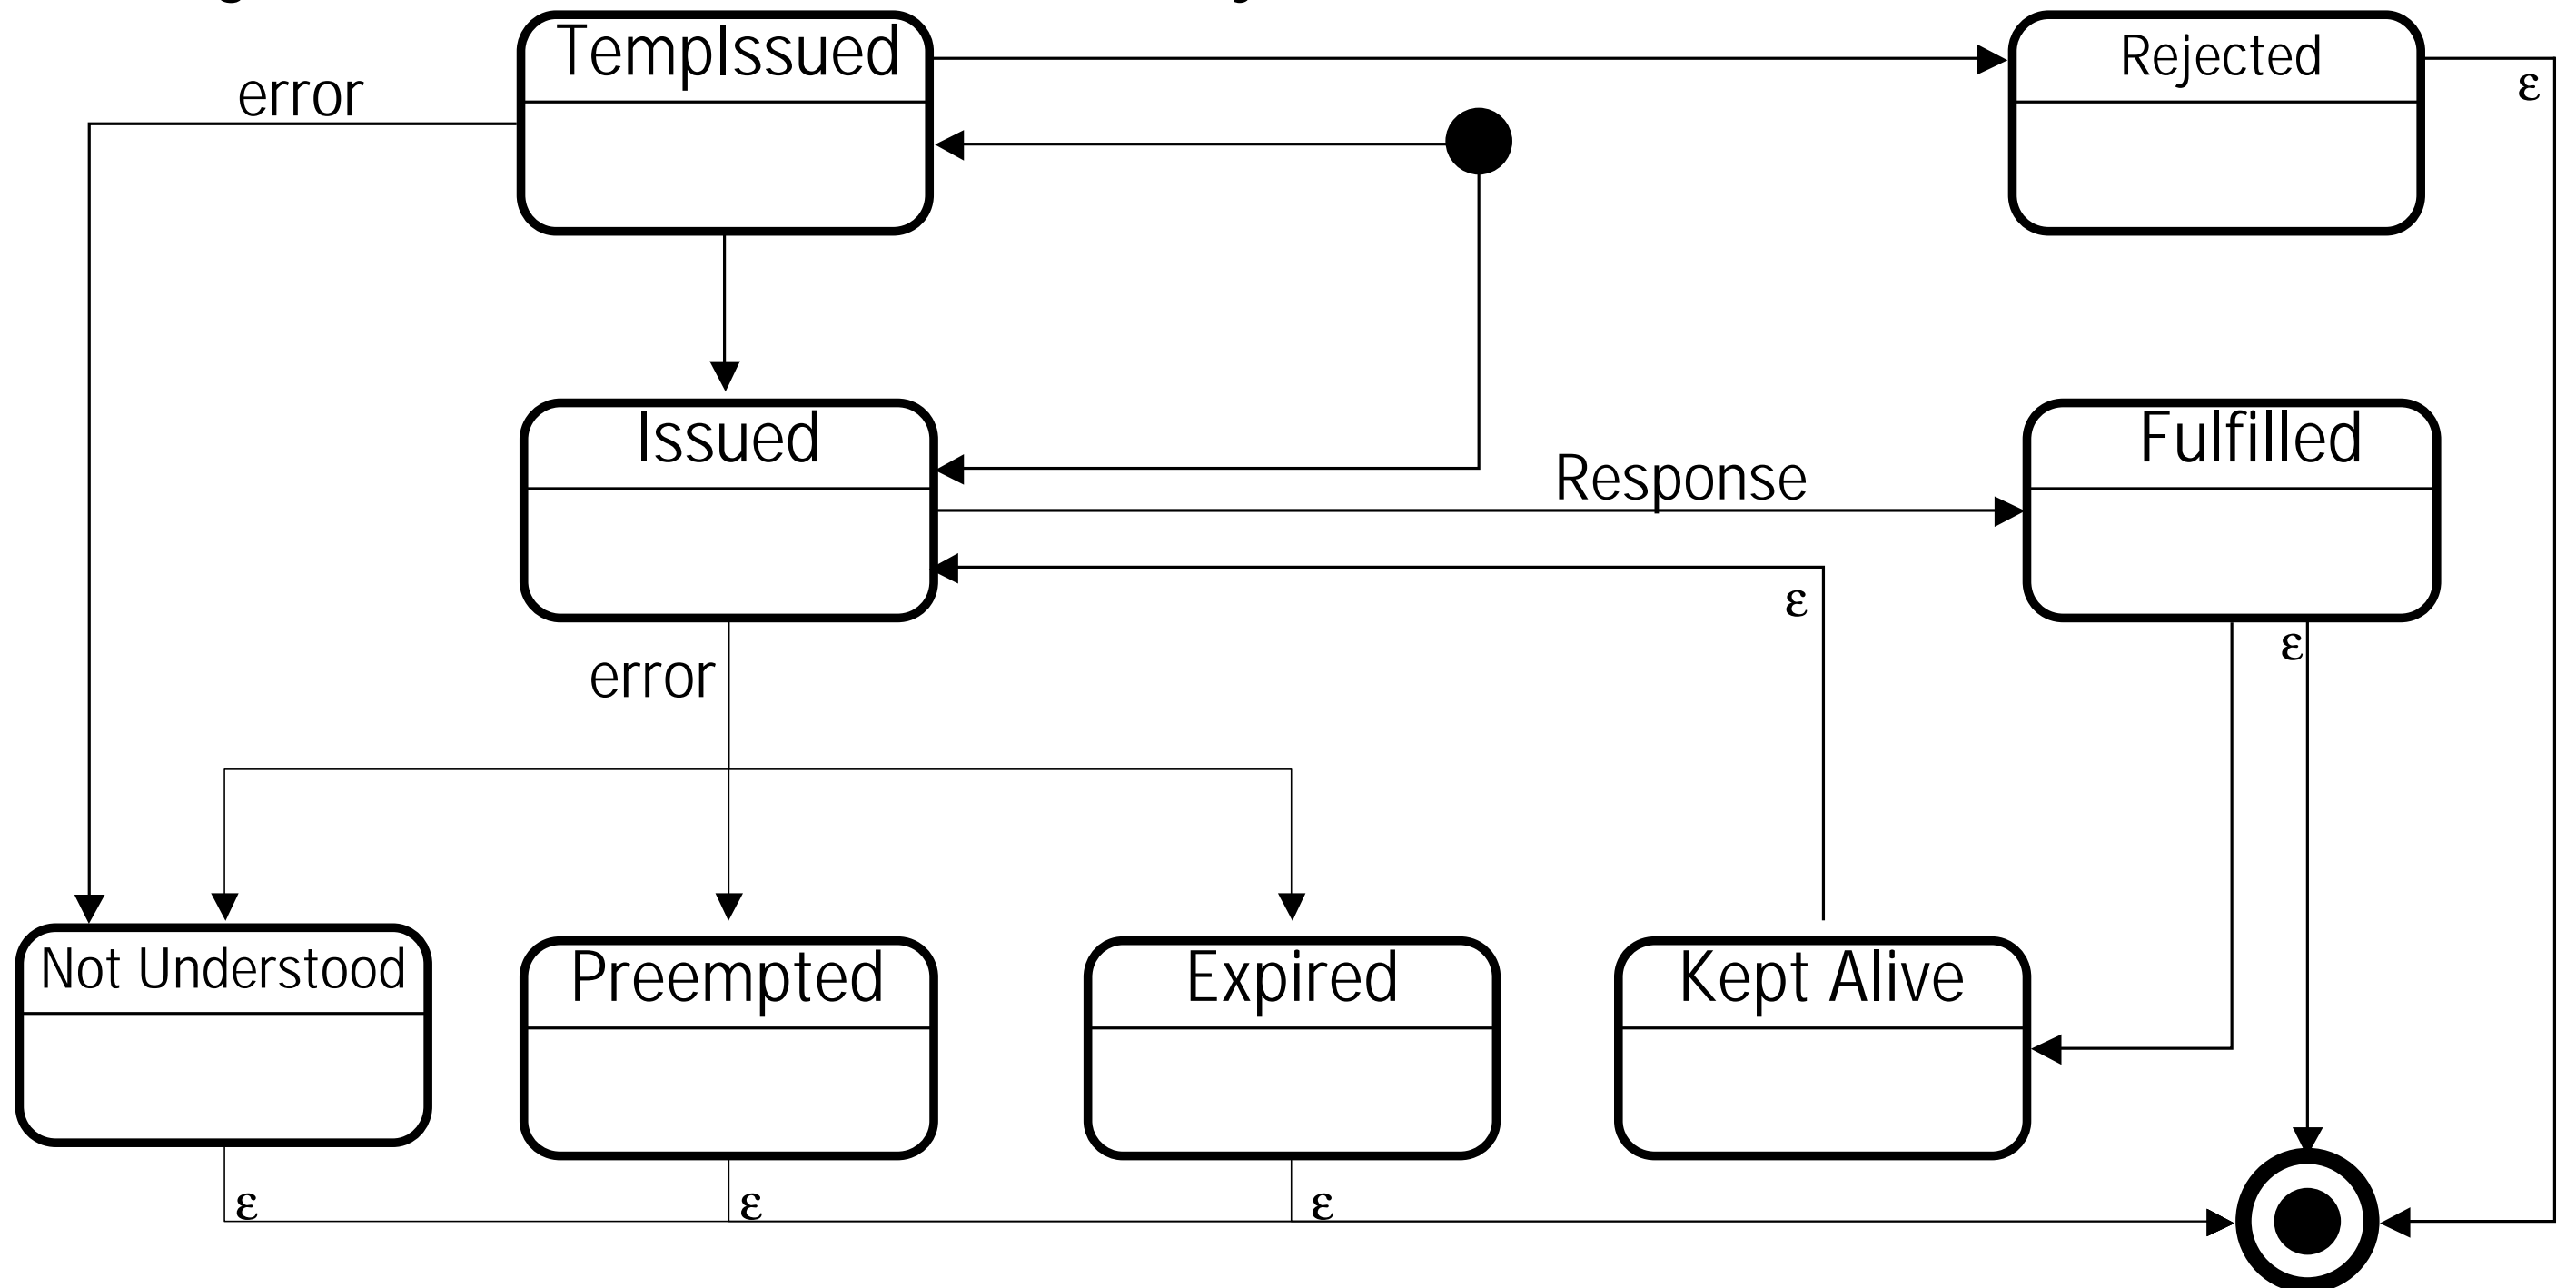 TempIssued
Rejected
error
ε
Issued
Fulfilled
Response
ε
ε
error
Not Understood
Preempted
Expired
Kept Alive
ε
ε
ε